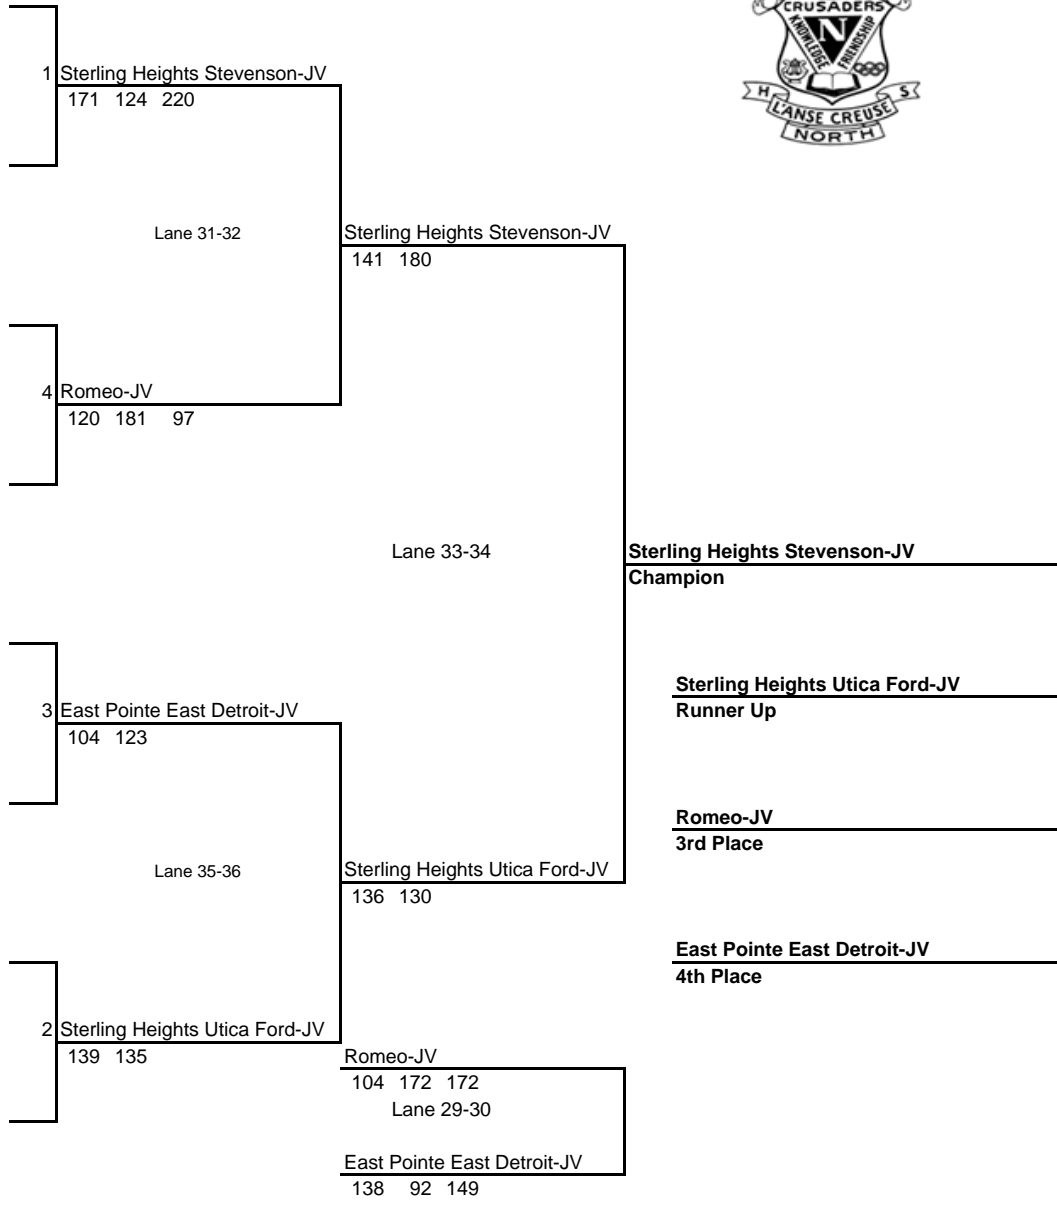 CRUSADERS
KNOWLEDGE
N
FRIENDSHIP
H S
L'ANSE CREUSE
NORTH
1 Sterling Heights Stevenson-JV
171 124 220
Lane 31-32
Sterling Heights Stevenson-JV
141 180
4 Romeo-JV
120 181 97
Lane 33-34
Sterling Heights Stevenson-JV
Champion
Sterling Heights Utica Ford-JV
Runner Up
3 East Pointe East Detroit-JV
104 123
Romeo-JV
3rd Place
Lane 35-36
Sterling Heights Utica Ford-JV
136 130
East Pointe East Detroit-JV
4th Place
2 Sterling Heights Utica Ford-JV
139 135
Romeo-JV
104 172 172
Lane 29-30
East Pointe East Detroit-JV
138 92 149